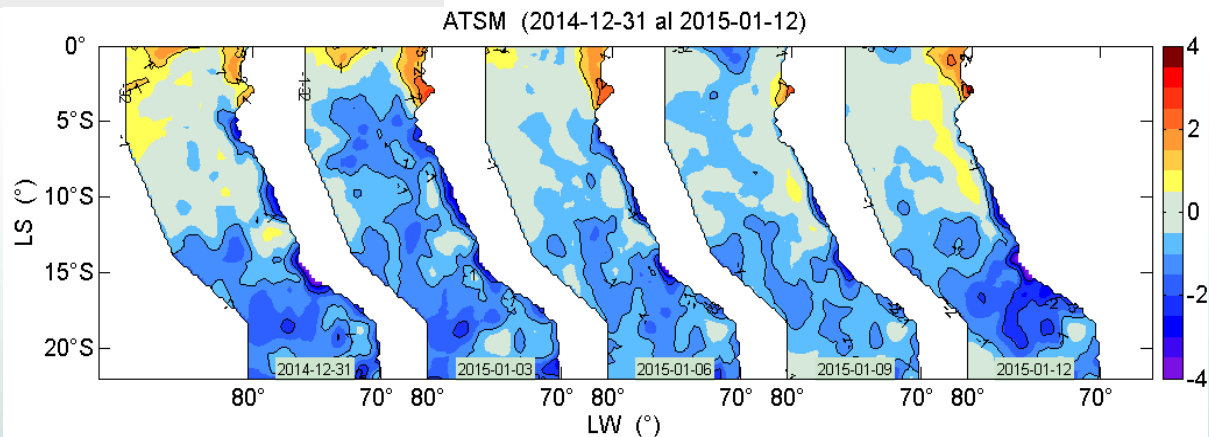 ATSM (2014-12-31 al 2015-01-12)
0°
5°S
10°S
15°S
20°S
LS (°)
2014-12-31
2015-01-03
2015-01-06
2015-01-09
2015-01-12
80° 70° 80° 70° 80° 70° 80° 70° 80° 70°
LW (°)
4
2
0
-2
-4